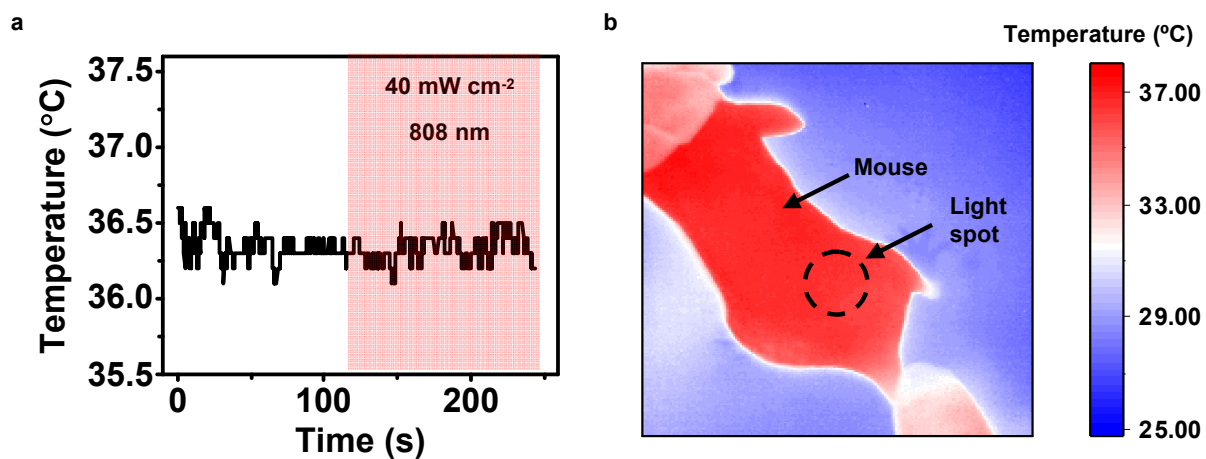 a
Temperature (°C)
37.5
37.0
36.5
36.0
35.5
0
100
200
Time (s)
40 mW cm-2
808 nm
b
Temperature (ºC)
Mouse
Light
spot
37.00
33.00
29.00
25.00